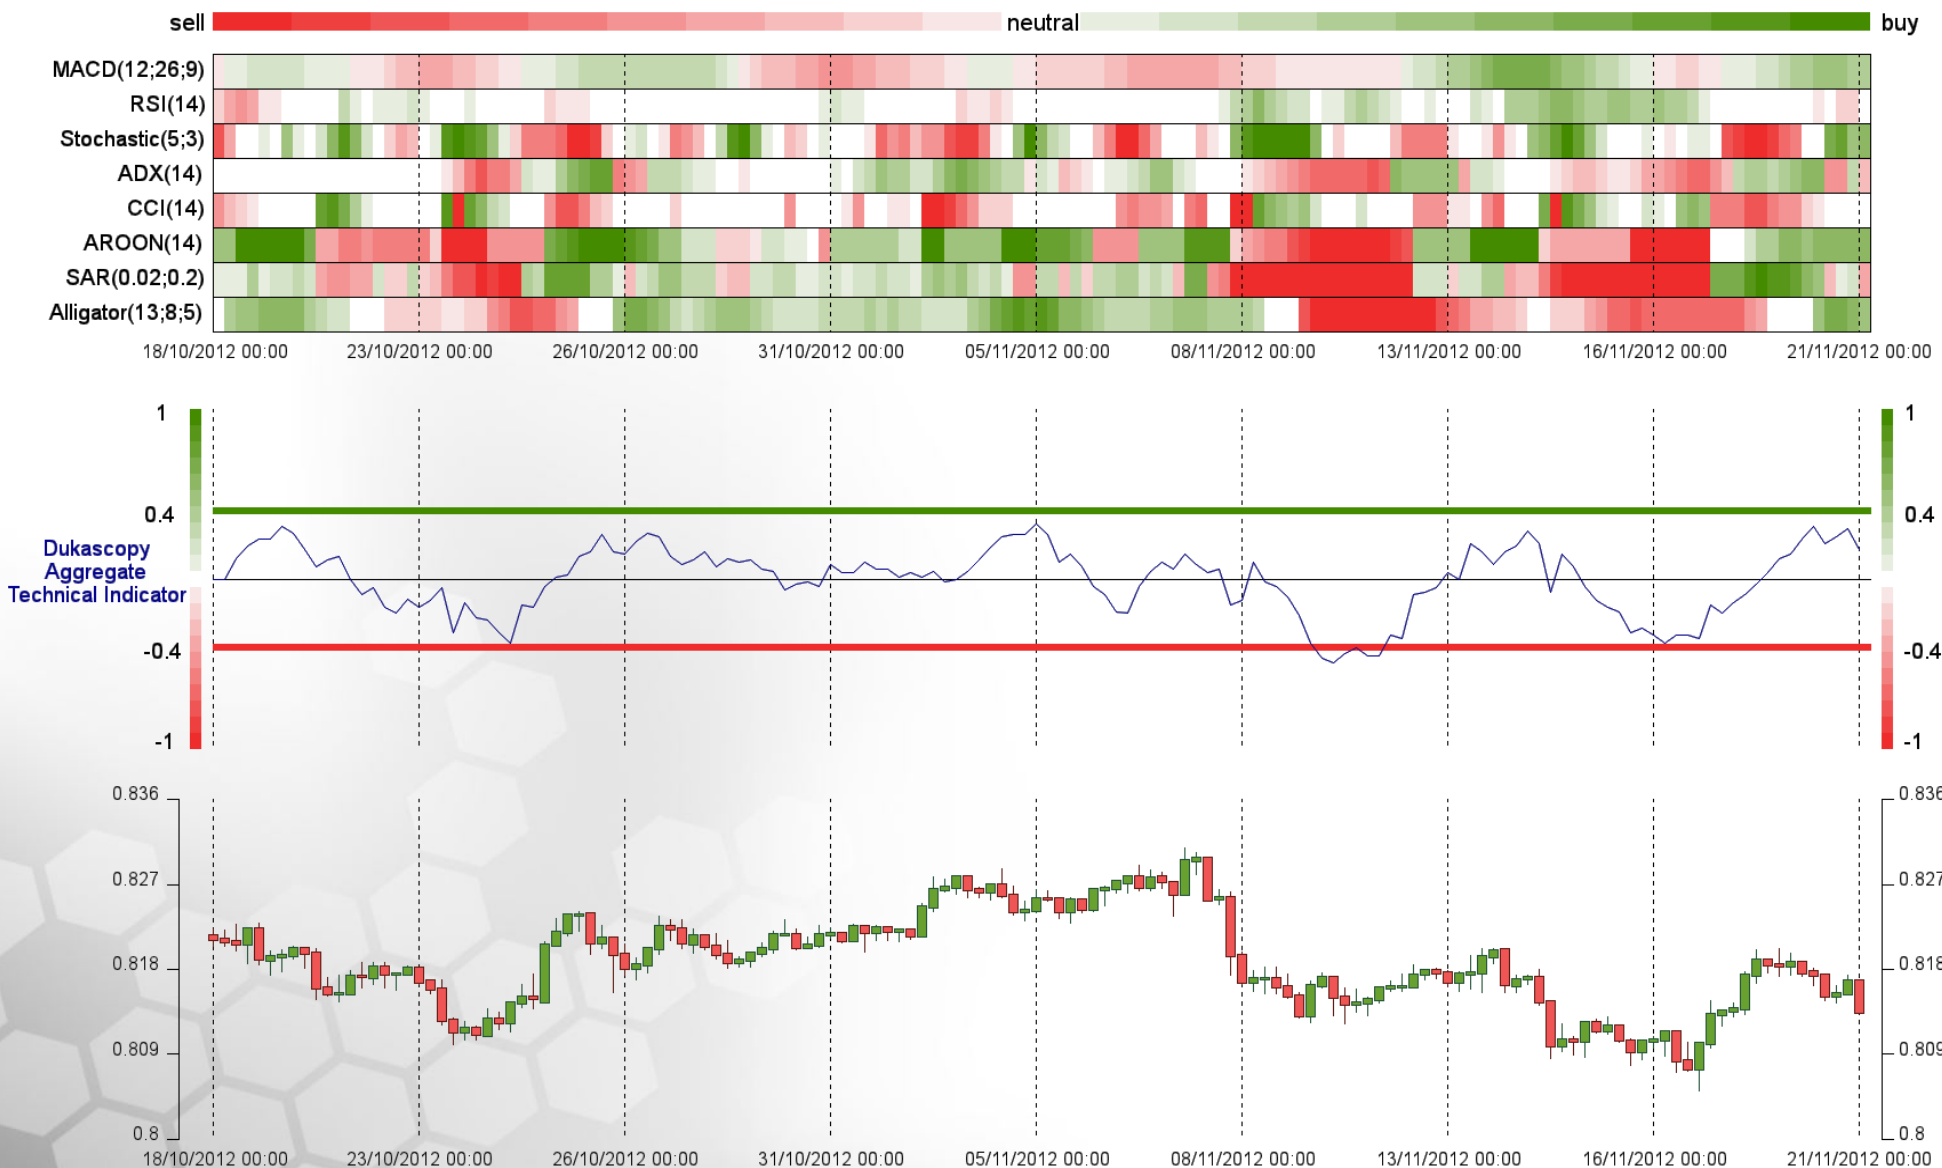 sell neutral buy
MACD(12;26;9)
RSI(14)
Stochastic(5;3)
ADX(14)
CCI(14)
AROON(14)
SAR(0.02;0.2)
Alligator(13;8;5)
18/10/2012 00:00 23/10/2012 00:00 26/10/2012 00:00 31/10/2012 00:00 05/11/2012 00:00 08/11/2012 00:00 13/11/2012 00:00 16/11/2012 00:00 21/11/2012 00:00
1 1
0.4 0.4
Dukascopy
Aggregate
Technical Indicator
-0.4 -0.4
-1 -1
0.836 0.836
0.827 0.827
0.818 0.818
0.809 0.809
0.8 0.8
18/10/2012 00:00 23/10/2012 00:00 26/10/2012 00:00 31/10/2012 00:00 05/11/2012 00:00 08/11/2012 00:00 13/11/2012 00:00 16/11/2012 00:00 21/11/2012 00:00